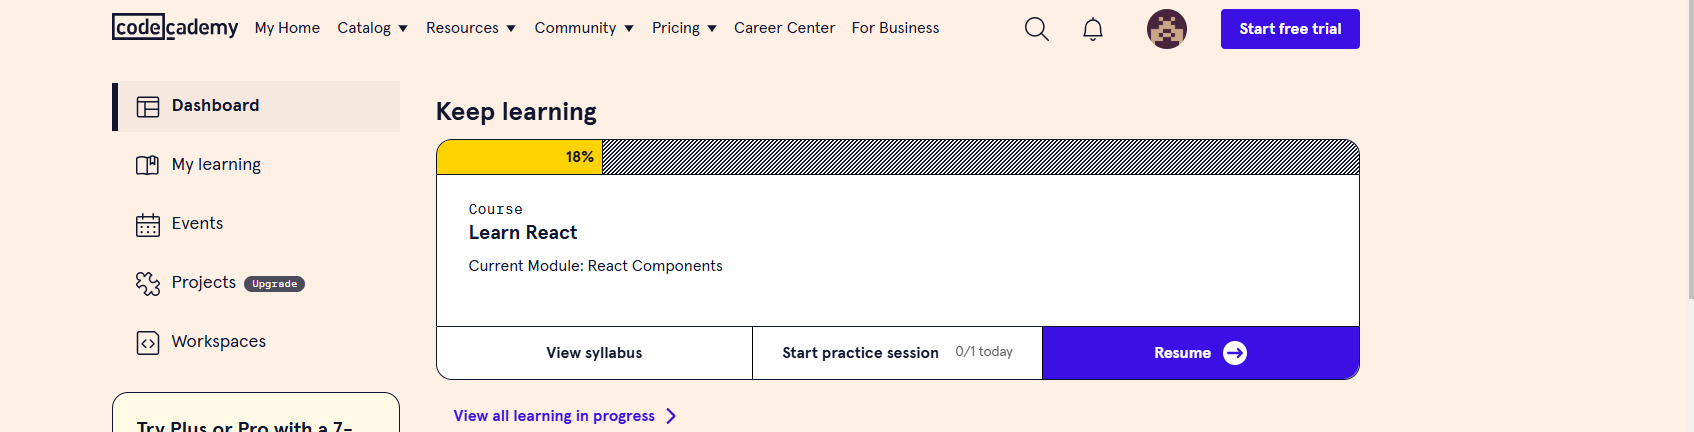 codecademy My Home Catalog Resources Community Pricing Career Center For Business Start free trial
Dashboard
My learning
Events
Projects Upgrade
Workspaces
Try Plus or Pro with a 7-
Keep learning
18%
Course
Learn React
Current Module: React Components
View syllabus Start practice session 0/1 today Resume
View all learning in progress